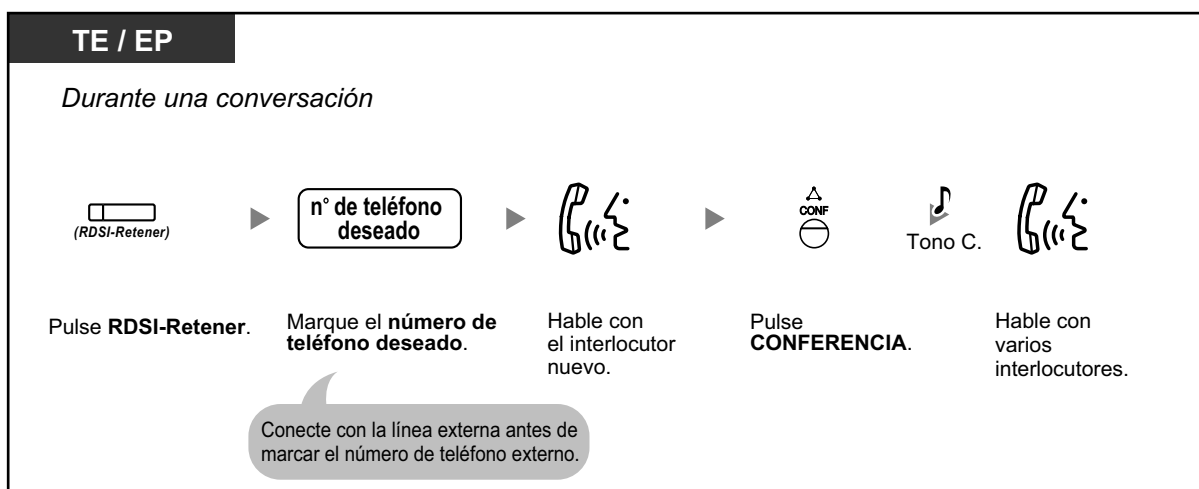 TE / EP
Durante una conversación
(RDSI-Retener)
n° de teléfono
deseado
CONF
Tono C.
Pulse RDSI-Retener.
Marque el número de
teléfono deseado.
Hable con
el interlocutor
nuevo.
Pulse
CONFERENCIA.
Hable con
varios
interlocutores.
Conecte con la línea externa antes de
marcar el número de teléfono externo.